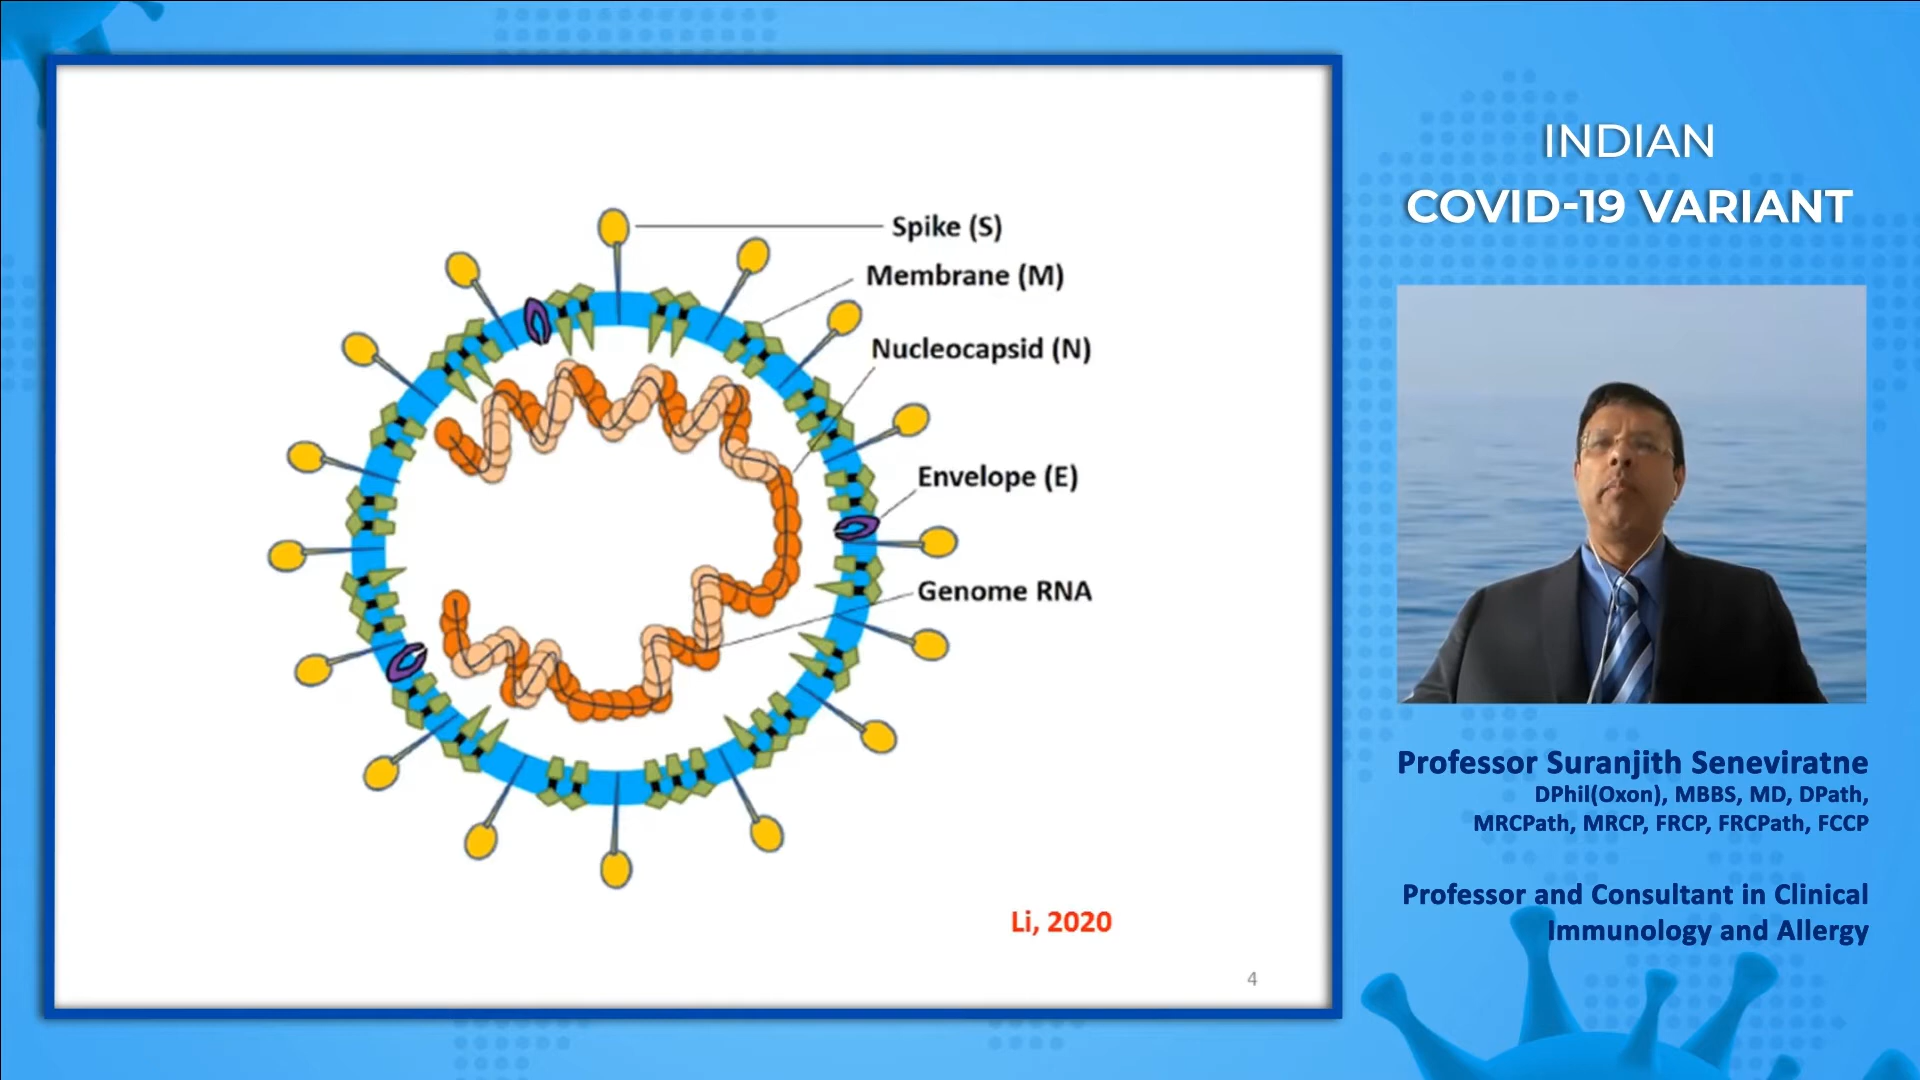 Spike (S)
Membrane (M)
Nucleocapsid (N)
Envelope (E)
Genome RNA
Li, 2020
4
INDIAN
COVID-19 VARIANT
Professor Suranjith Seneviratne
DPhil(Oxon), MBBS, MD, DPath,
MRCPath, MRCP, FRCP, FRCPath, FCCP
Professor and Consultant in Clinical
Immunology and Allergy